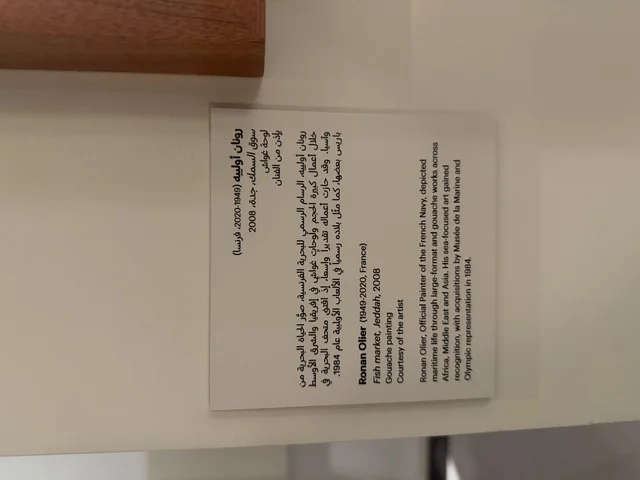 رونان أولييه (1949-2020، فرنسا)
سوق السمك، جدة، 2008
لوحة غواش
بإذن من الفنان
رونان أولييه، الرسام الرسمي للبحرية الفرنسية، صوَّر الحياة البحرية من
خلال أعمال كبيرة الحجم ولوحات غواش في إفريقيا والشرق الأوسط
وآسيا. وقد حازت أعماله تقديرا واسعا، إذ اقتنى متحف البحرية في
باريس بعضها، كما مثّل بلاده رسميا في الألعاب الأولمبية عام 1984.
Ronan Olier (1949-2020, France)
Fish market, Jeddah, 2008
Gouache painting
Courtesy of the artist
Ronan Olier, Official Painter of the French Navy, depicted
maritime life through large-format and gouache works across
Africa, Middle East and Asia. His sea-focused art gained
recognition, with acquisitions by Musée de la Marine and
Olympic representation in 1984.